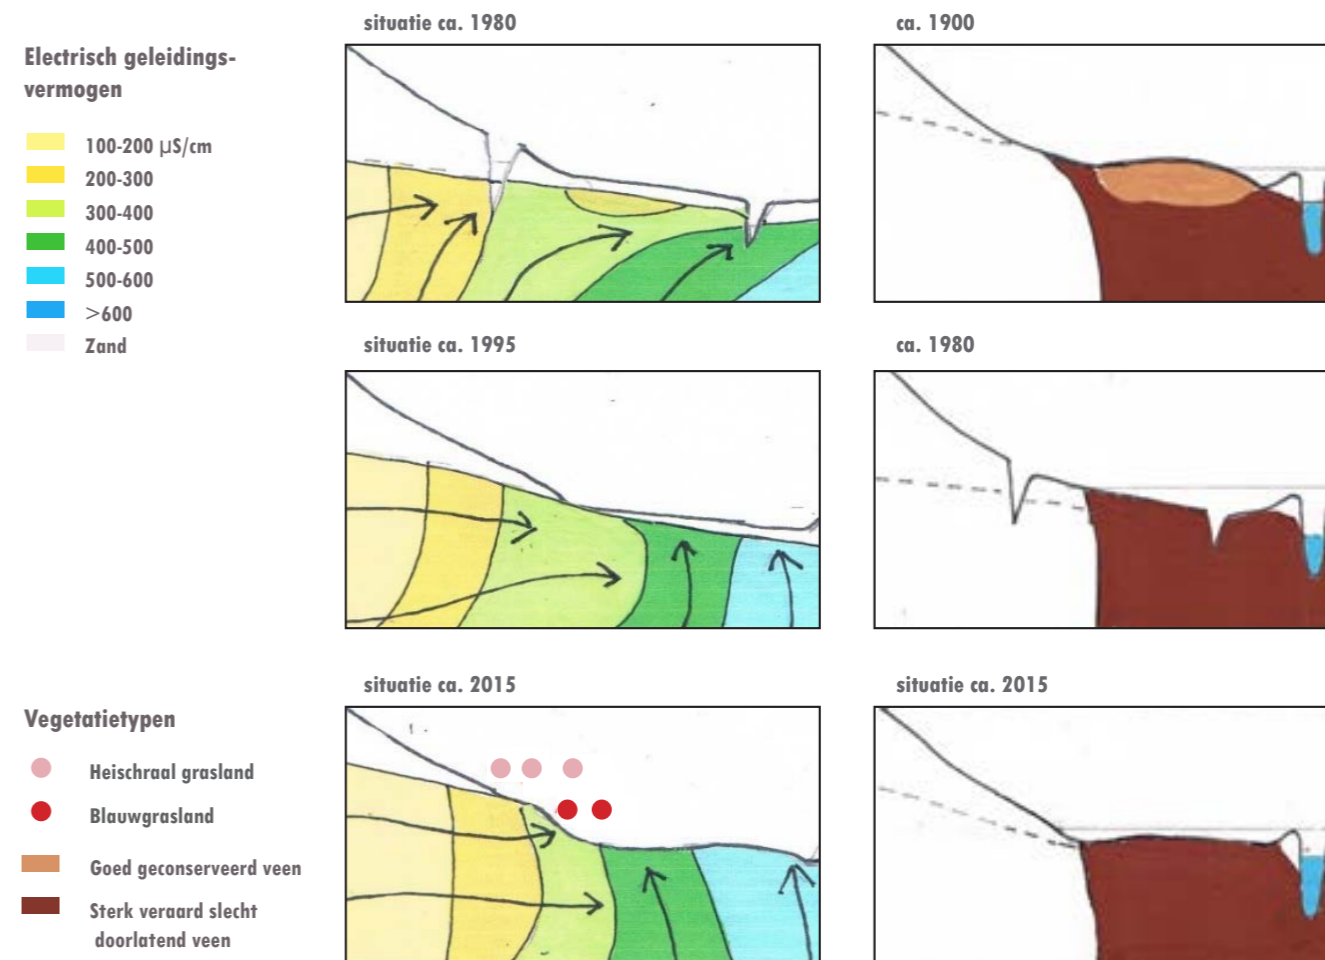 situatie ca. 1980
ca. 1900
Electrisch geleidings-
vermogen
100-200 µS/cm
200-300
300-400
400-500
500-600
>600
Zand
situatie ca. 1995
ca. 1980
situatie ca. 2015
situatie ca. 2015
Vegetatietypen
Heischraal grasland
Blauwgrasland
Goed geconserveerd veen
Sterk veraard slecht
doorlatend veen